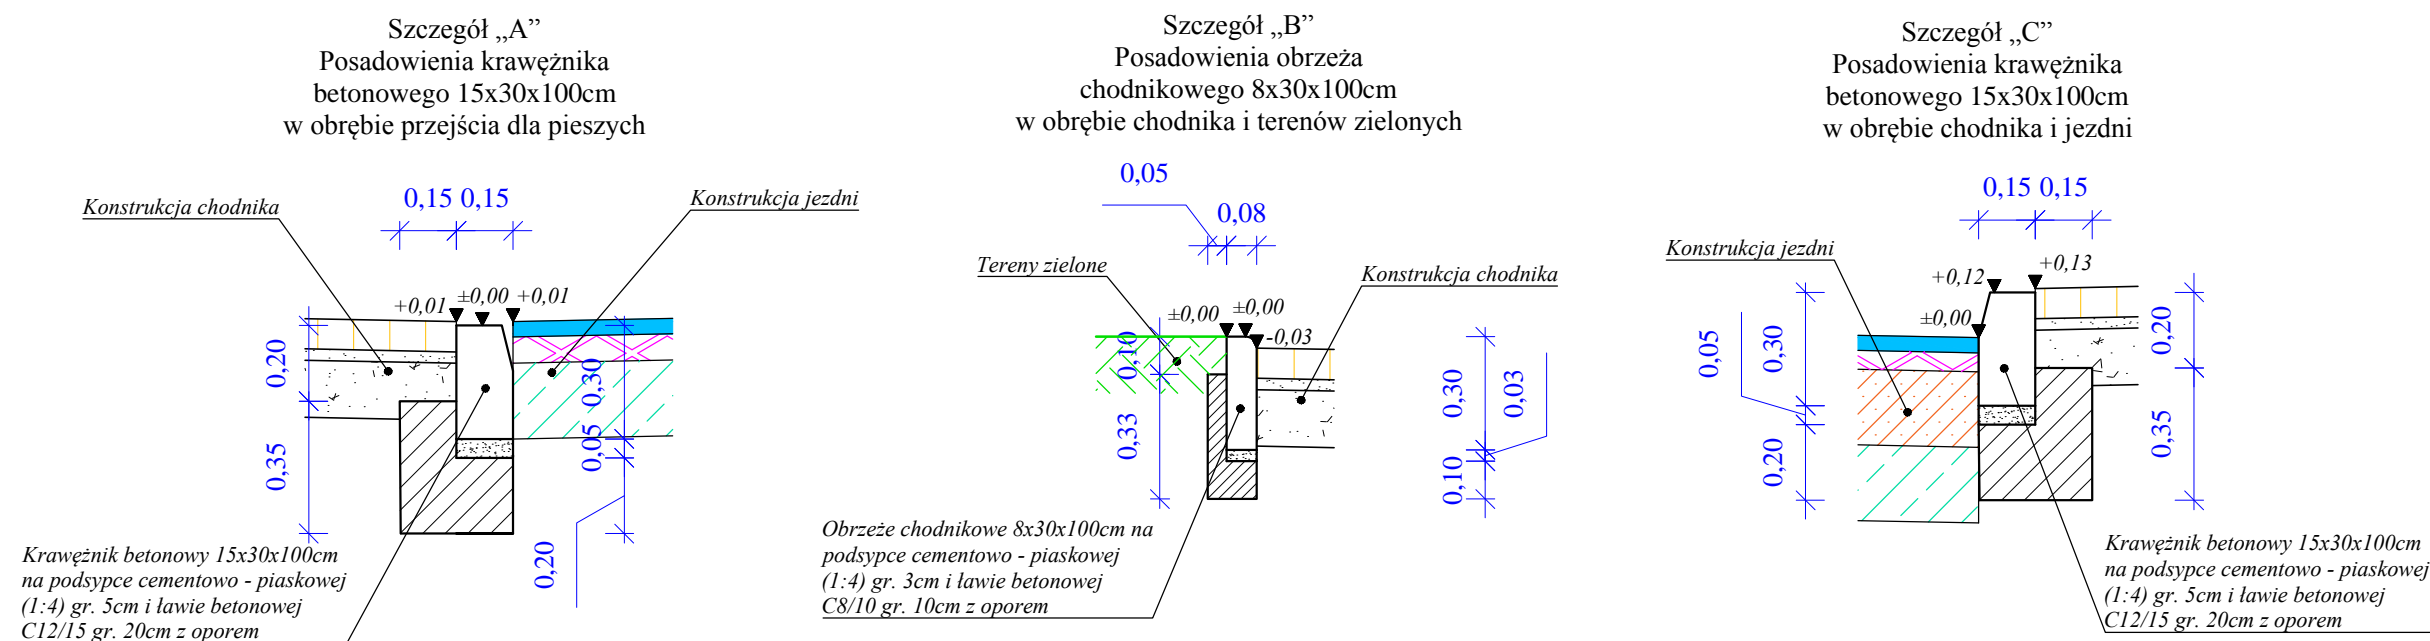 Szczegół „A”
Posadowienia krawężnika
betonowego 15x30x100cm
w obrębie przejścia dla pieszych
0,15 0,15
Konstrukcja chodnika
Konstrukcja jezdni
+0,01 ±0,00 +0,01
0,20
0,35
0,30
0,05
0,20
Krawężnik betonowy 15x30x100cm
na podsypce cementowo - piaskowej
(1:4) gr. 5cm i ławie betonowej
C12/15 gr. 20cm z oporem
Szczegół „B”
Posadowienia obrzeża
chodnikowego 8x30x100cm
w obrębie chodnika i terenów zielonych
0,05
0,08
Tereny zielone
Konstrukcja chodnika
±0,00 ±0,00
-0,03
0,10
0,33
0,30
0,03
0,10
Obrzeże chodnikowe 8x30x100cm na
podsypce cementowo - piaskowej
(1:4) gr. 3cm i ławie betonowej
C8/10 gr. 10cm z oporem
Szczegół „C”
Posadowienia krawężnika
betonowego 15x30x100cm
w obrębie chodnika i jezdni
0,15 0,15
Konstrukcja jezdni
+0,12 +0,13
±0,00
0,05
0,30
0,20
0,20
0,35
Krawężnik betonowy 15x30x100cm
na podsypce cementowo - piaskowej
(1:4) gr. 5cm i ławie betonowej
C12/15 gr. 20cm z oporem